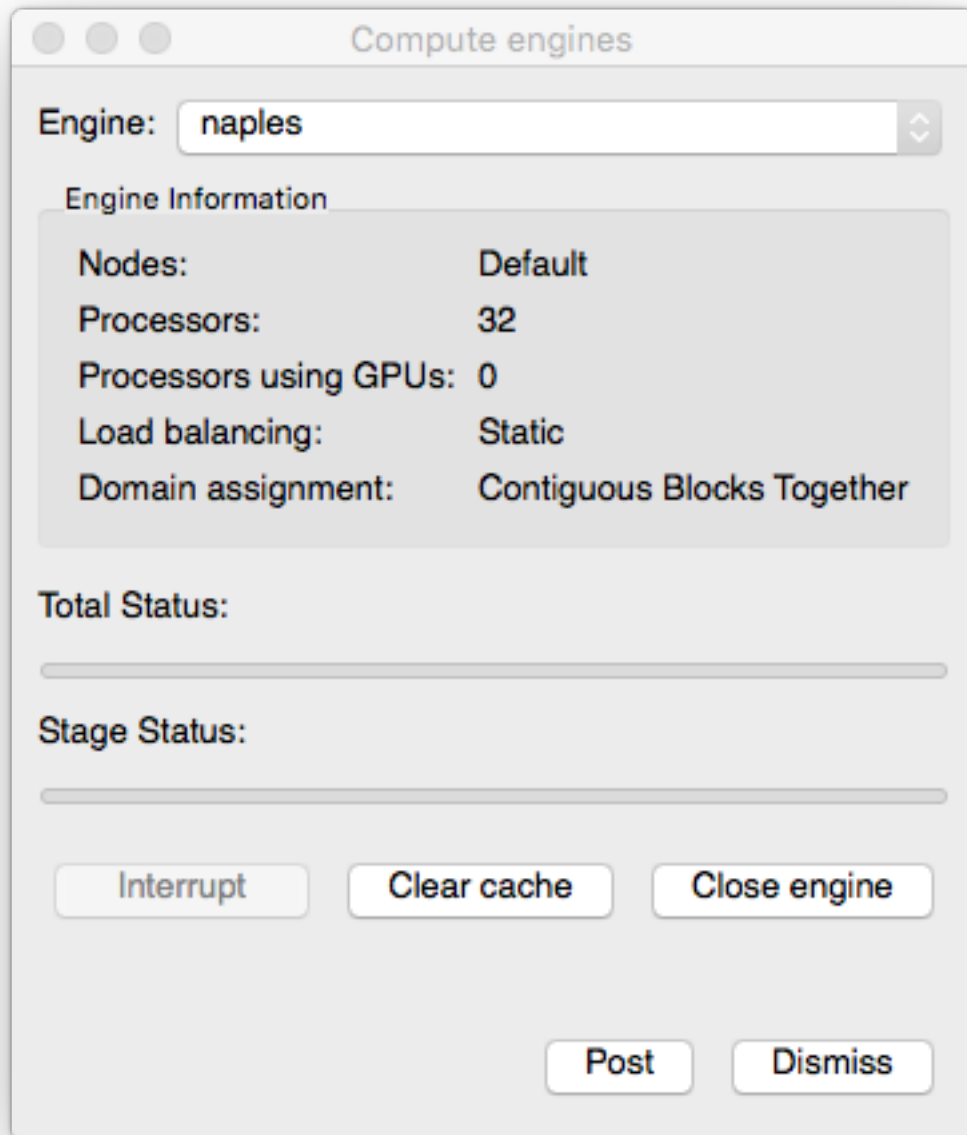 Compute engines
Engine: naples
Engine Information
Nodes: Default
Processors: 32
Processors using GPUs: 0
Load balancing: Static
Domain assignment: Contiguous Blocks Together
Total Status:
Stage Status:
Interrupt Clear cache Close engine
Post Dismiss